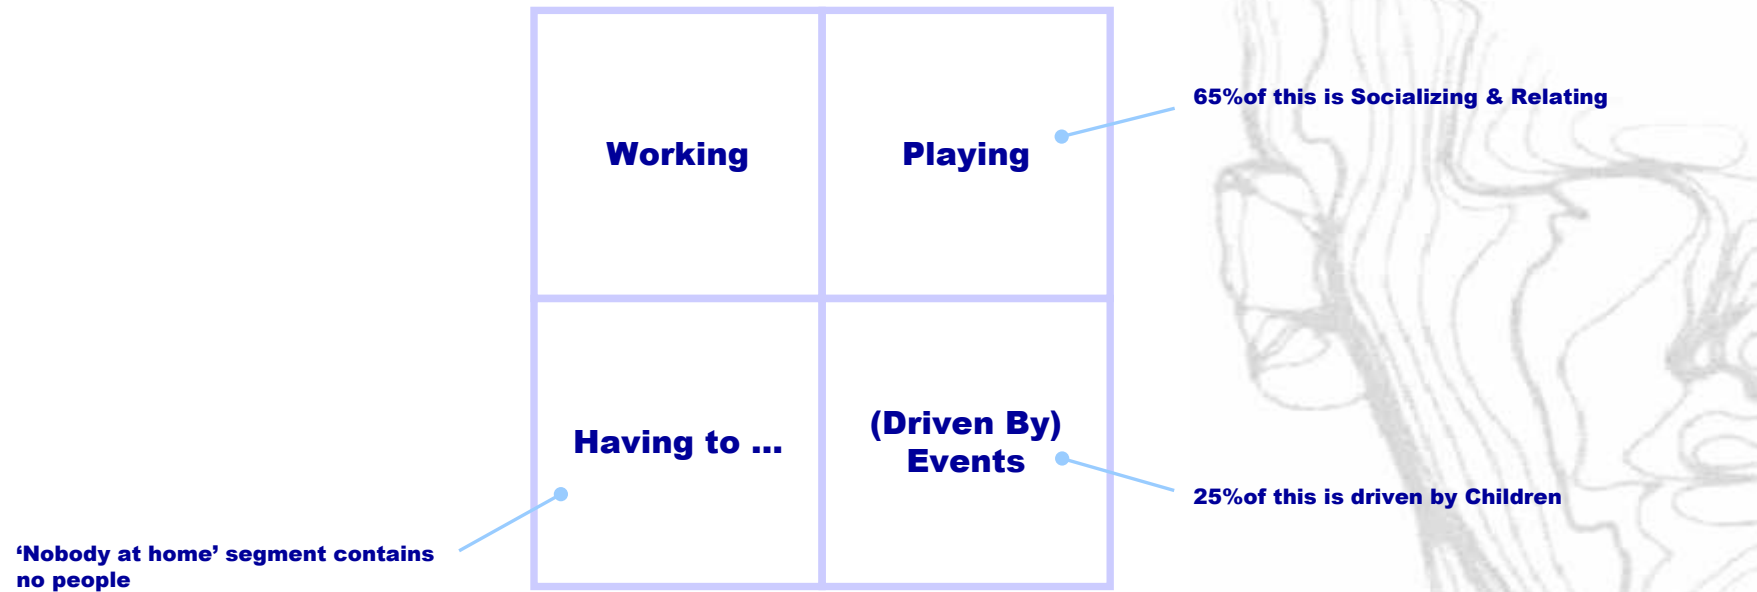 65%of this is Socializing & Relating
Working
Playing
(Driven By)
Events
Having to ...
25%of this is driven by Children
‘Nobody at home’ segment contains
no people